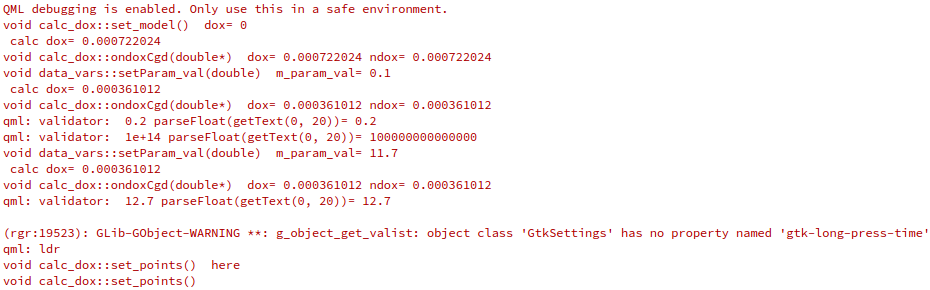 QML debugging is enabled. Only use this in a safe environment.
void calc_dox::set_model()  dox= 0
 calc dox= 0.000722024
void calc_dox::ondoxCgd(double*)  dox= 0.000722024 ndox= 0.000722024
void data_vars::setParam_val(double)  m_param_val= 0.1
 calc dox= 0.000361012
void calc_dox::ondoxCgd(double*)  dox= 0.000361012 ndox= 0.000361012
qml: validator:  0.2 parseFloat(getText(0, 20))= 0.2
qml: validator:  1e+14 parseFloat(getText(0, 20))= 100000000000000
void data_vars::setParam_val(double)  m_param_val= 11.7
 calc dox= 0.000361012
void calc_dox::ondoxCgd(double*)  dox= 0.000361012 ndox= 0.000361012
qml: validator:  12.7 parseFloat(getText(0, 20))= 12.7
(rgr:19523): GLib-GObject-WARNING **: g_object_get_valist: object class 'GtkSettings' has no property named 'gtk-long-press-time'
qml: ldr
void calc_dox::set_points()  here
void calc_dox::set_points()